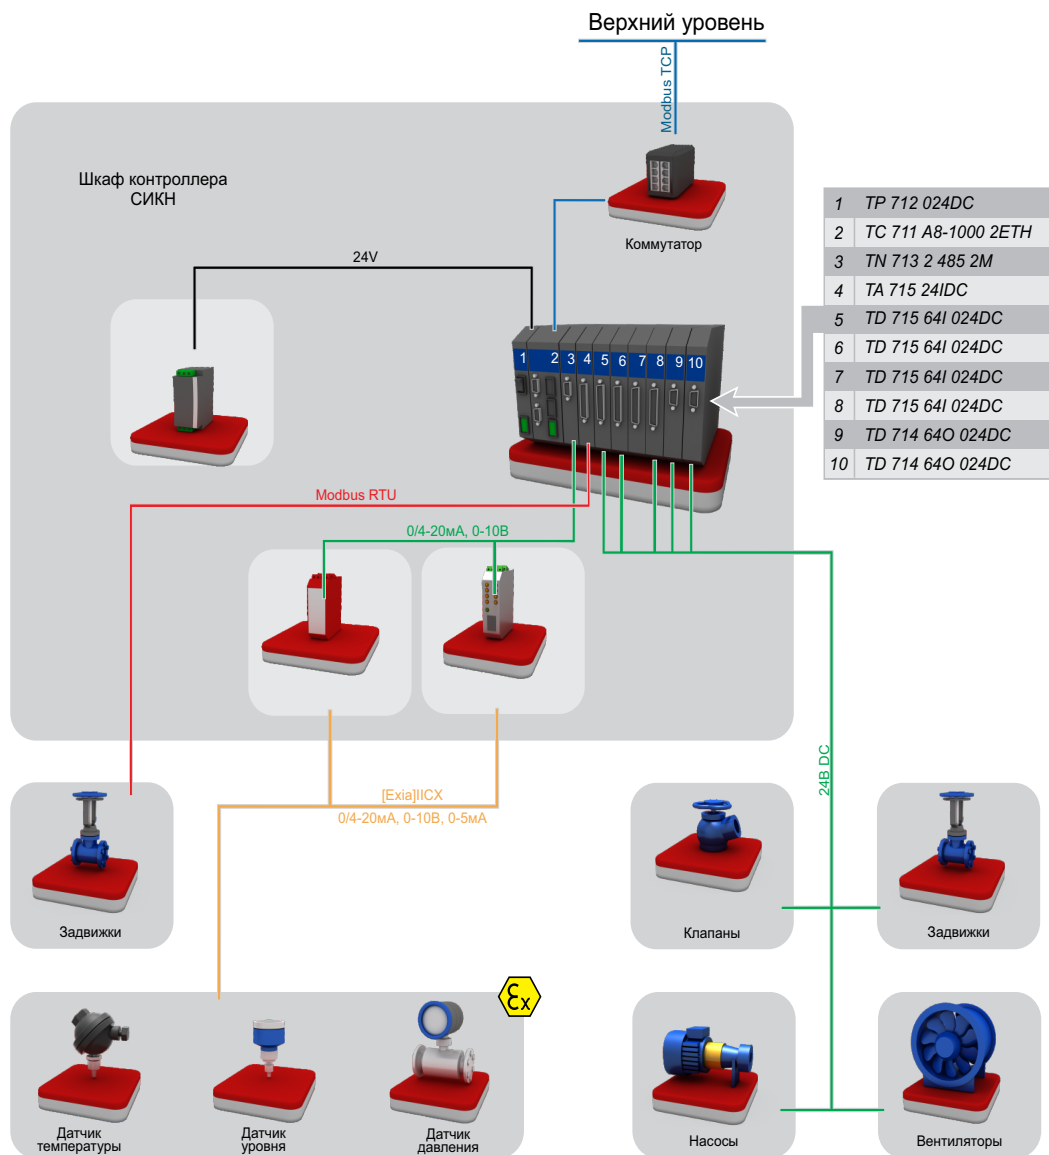 Верхний уровень
Modbus TCP
Шкаф контроллера
СИКН
Коммутатор
24V
1 TP 712 024DC
2 TC 711 A8-1000 2ETH
3 TN 713 2 485 2M
4 TA 715 24IDC
5 TD 715 64I 024DC
6 TD 715 64I 024DC
7 TD 715 64I 024DC
8 TD 715 64I 024DC
9 TD 714 64O 024DC
10 TD 714 64O 024DC
1 2 3 4 5 6 7 8 9 10
Modbus RTU
0/4-20мА, 0-10В
24В DC
[Exia]IICX
0/4-20мА, 0-10В, 0-5мА
Задвижки
Клапаны
Задвижки
Ex
Датчик
температуры
Датчик
уровня
Датчик
давления
Насосы
Вентиляторы